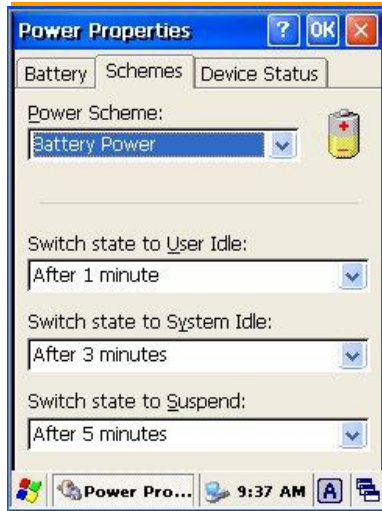 Power Properties ? OK X
Battery Schemes Device Status
Power Scheme:
Battery Power
Switch state to User Idle:
After 1 minute
Switch state to System Idle:
After 3 minutes
Switch state to Suspend:
After 5 minutes
Power Pro... 9:37 AM A